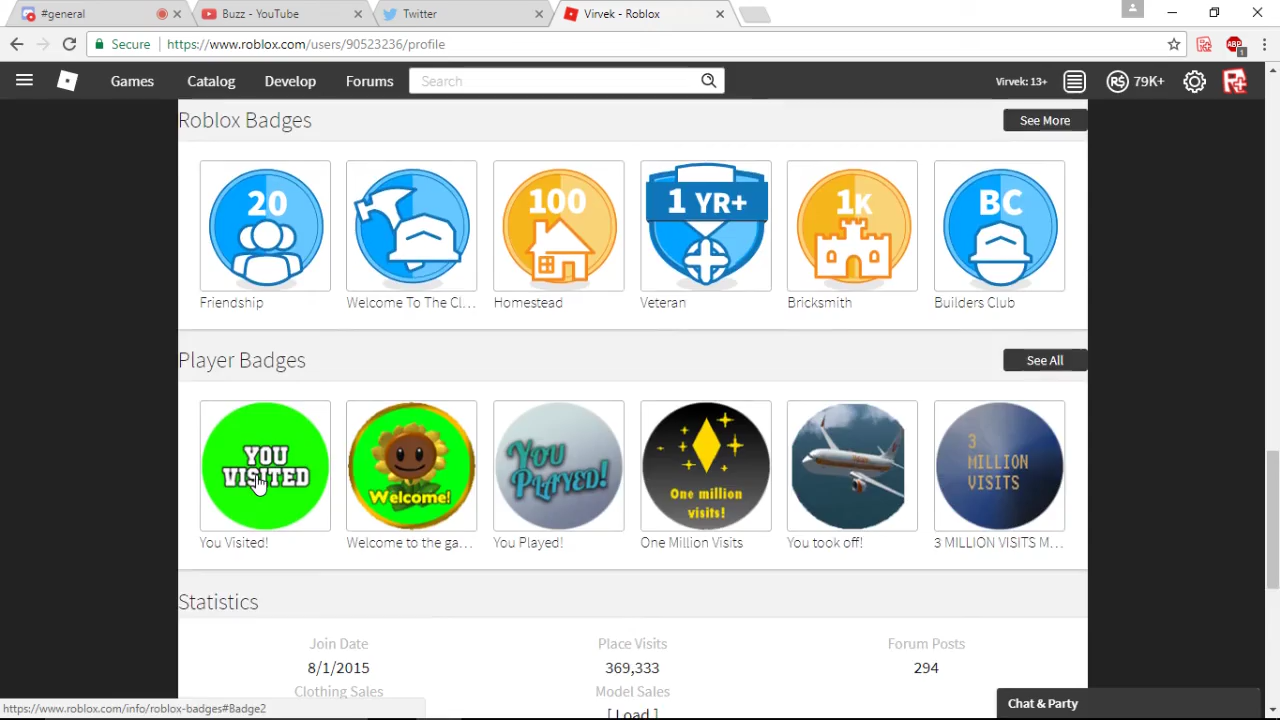 #general
Buzz - YouTube
Twitter
Virvek - Roblox
Secure
https://www.roblox.com/users/90523236/profile
ABP
1
Games
Catalog
Develop
Forums
Search
Virvek: 13+
R$
79K+
R+
Roblox Badges
See More
20
100
1 YR+
1K
BC
Friendship
Welcome To The Cl...
Homestead
Veteran
Bricksmith
Builders Club
Player Badges
See All
YOU
VISITED
Welcome!
YOU
PLAYED!
One million
visits!
3
MILLION
VISITS
You Visited!
Welcome to the ga...
You Played!
One Million Visits
You took off!
3 MILLION VISITS M...
Statistics
Join Date
Place Visits
Forum Posts
8/1/2015
369,333
294
Clothing Sales
Model Sales
[ Load ]
https://www.roblox.com/info/roblox-badges#Badge2
Chat & Party